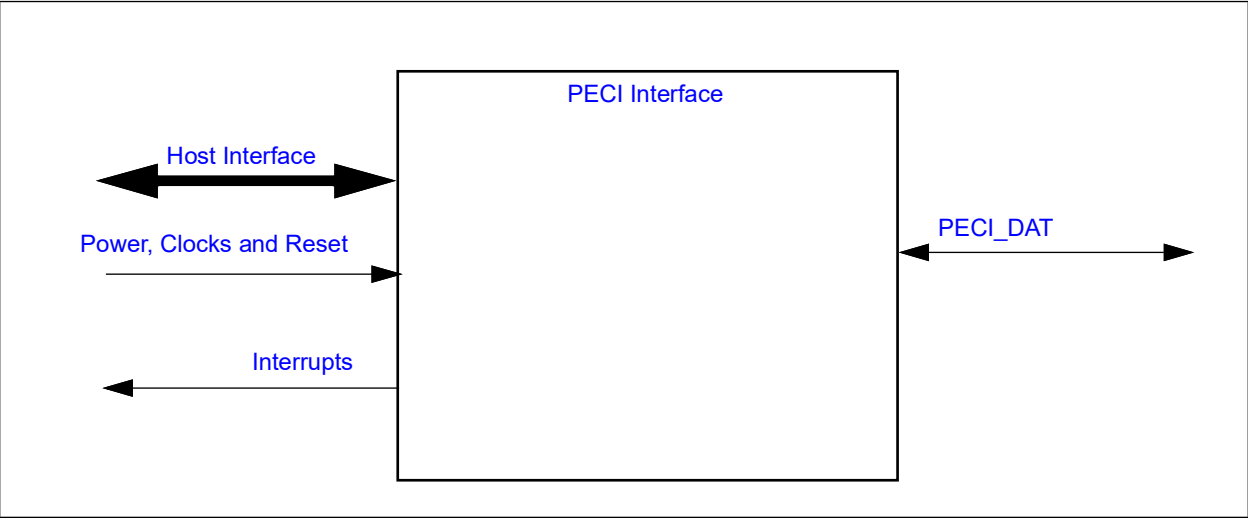 PECI Interface
Host Interface
Power, Clocks and Reset
PECI_DAT
Interrupts